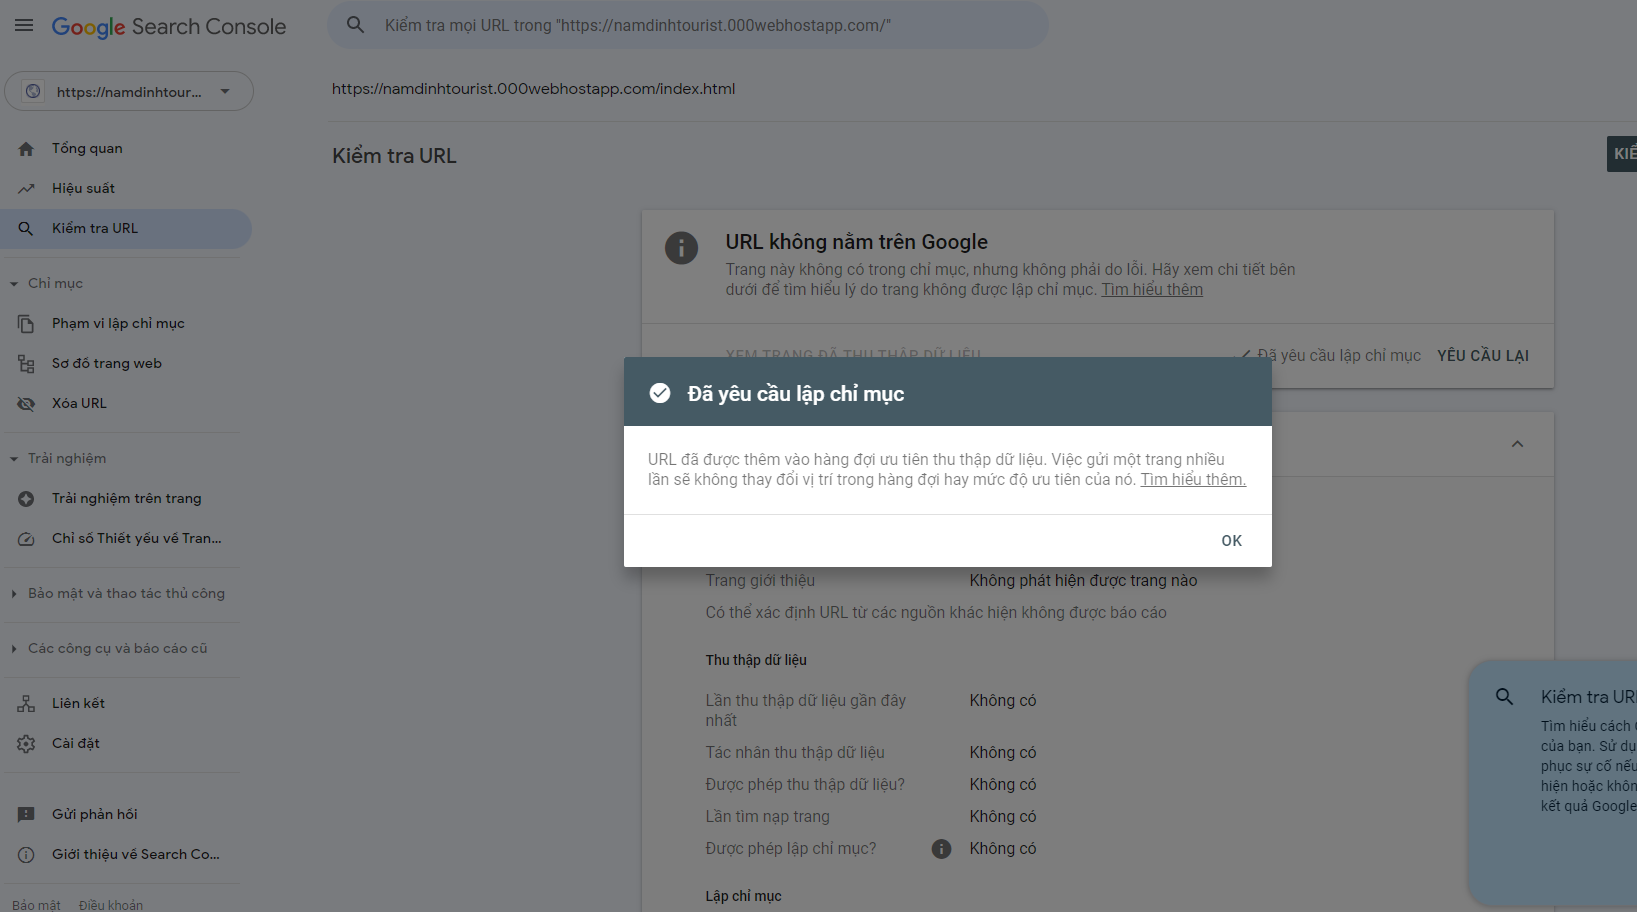 Google Search Console
Kiểm tra mọi URL trong "https://namdinhtourist.000webhostapp.com/"
https://namdinhtour...
https://namdinhtourist.000webhostapp.com/index.html
Tổng quan
Hiệu suất
Kiểm tra URL
Chỉ mục
Phạm vi lập chỉ mục
Sơ đồ trang web
Xóa URL
Trải nghiệm
Trải nghiệm trên trang
Chỉ số Thiết yếu về Tran...
Bảo mật và thao tác thủ công
Các công cụ và báo cáo cũ
Liên kết
Cài đặt
Gửi phản hồi
Giới thiệu về Search Co...
Bảo mật Điều khoản
Kiểm tra URL
URL không nằm trên Google
Trang này không có trong chỉ mục, nhưng không phải do lỗi. Hãy xem chi tiết bên
dưới để tìm hiểu lý do trang không được lập chỉ mục. Tìm hiểu thêm
XEM TRANG ĐÃ THU THẬP DỮ LIỆU
Đã yêu cầu lập chỉ mục YÊU CẦU LẠI
Đã yêu cầu lập chỉ mục
URL đã được thêm vào hàng đợi ưu tiên thu thập dữ liệu. Việc gửi một trang nhiều
lần sẽ không thay đổi vị trí trong hàng đợi hay mức độ ưu tiên của nó. Tìm hiểu thêm.
OK
Trang giới thiệu Không phát hiện được trang nào
Có thể xác định URL từ các nguồn khác hiện không được báo cáo
Thu thập dữ liệu
Lần thu thập dữ liệu gần đây
nhất
Không có
Tác nhân thu thập dữ liệu Không có
Được phép thu thập dữ liệu? Không có
Lần tìm nạp trang Không có
Được phép lập chỉ mục? Không có
Lập chỉ mục
Kiểm tra
Tìm hiểu cách
của bạn. Sử
phục sự cố nếu
hiện hoặc
kết quả Google